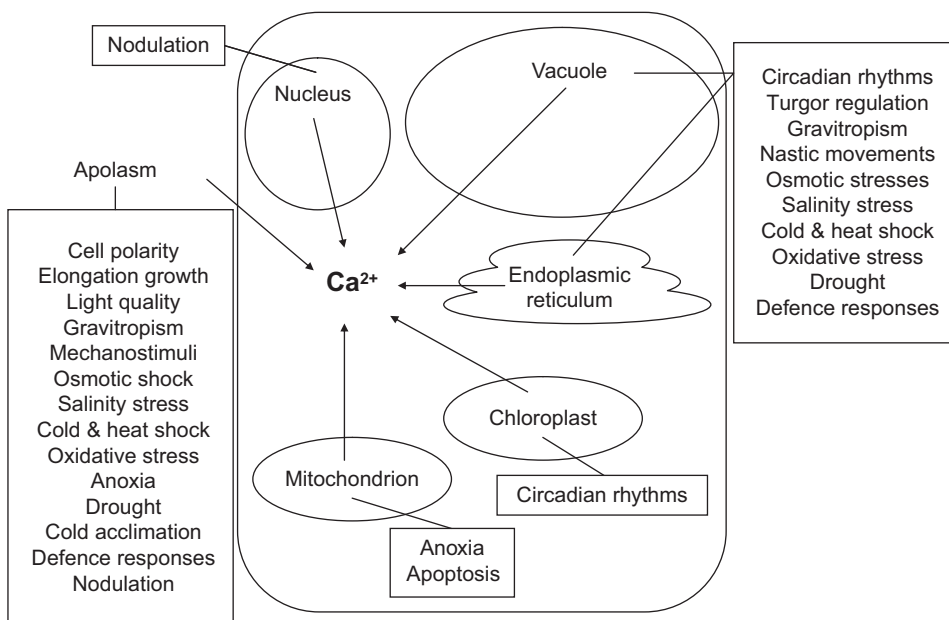 Nodulation
Nucleus
Vacuole
Circadian rhythms
Turgor regulation
Gravitropism
Nastic movements
Osmotic stresses
Salinity stress
Cold & heat shock
Oxidative stress
Drought
Defence responses
Apolasm
Cell polarity
Elongation growth
Light quality
Gravitropism
Mechanostimuli
Osmotic shock
Salinity stress
Cold & heat shock
Oxidative stress
Anoxia
Drought
Cold acclimation
Defence responses
Nodulation
Ca²⁺
Endoplasmic
reticulum
Chloroplast
Circadian rhythms
Mitochondrion
Anoxia
Apoptosis